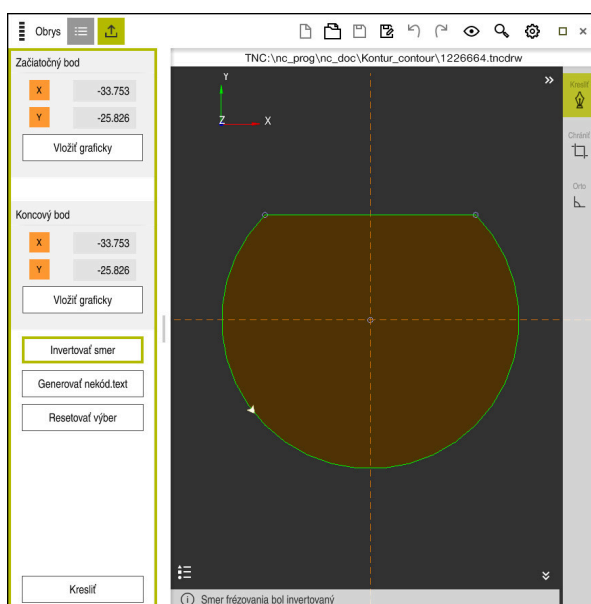 Obrys
TNC:\nc_prog\nc_doc\Kontur_contour\1226664.tncdrw
Začiatočný bod
X -33.753
Y -25.826
Vložiť graficky
Koncový bod
X -33.753
Y -25.826
Vložiť graficky
Invertovať smer
Generovať nekód.text
Resetovať výber
Kresliť
Y
Z X
Kresliť
Chrániť
Orto
Smer frézovania bol invertovaný